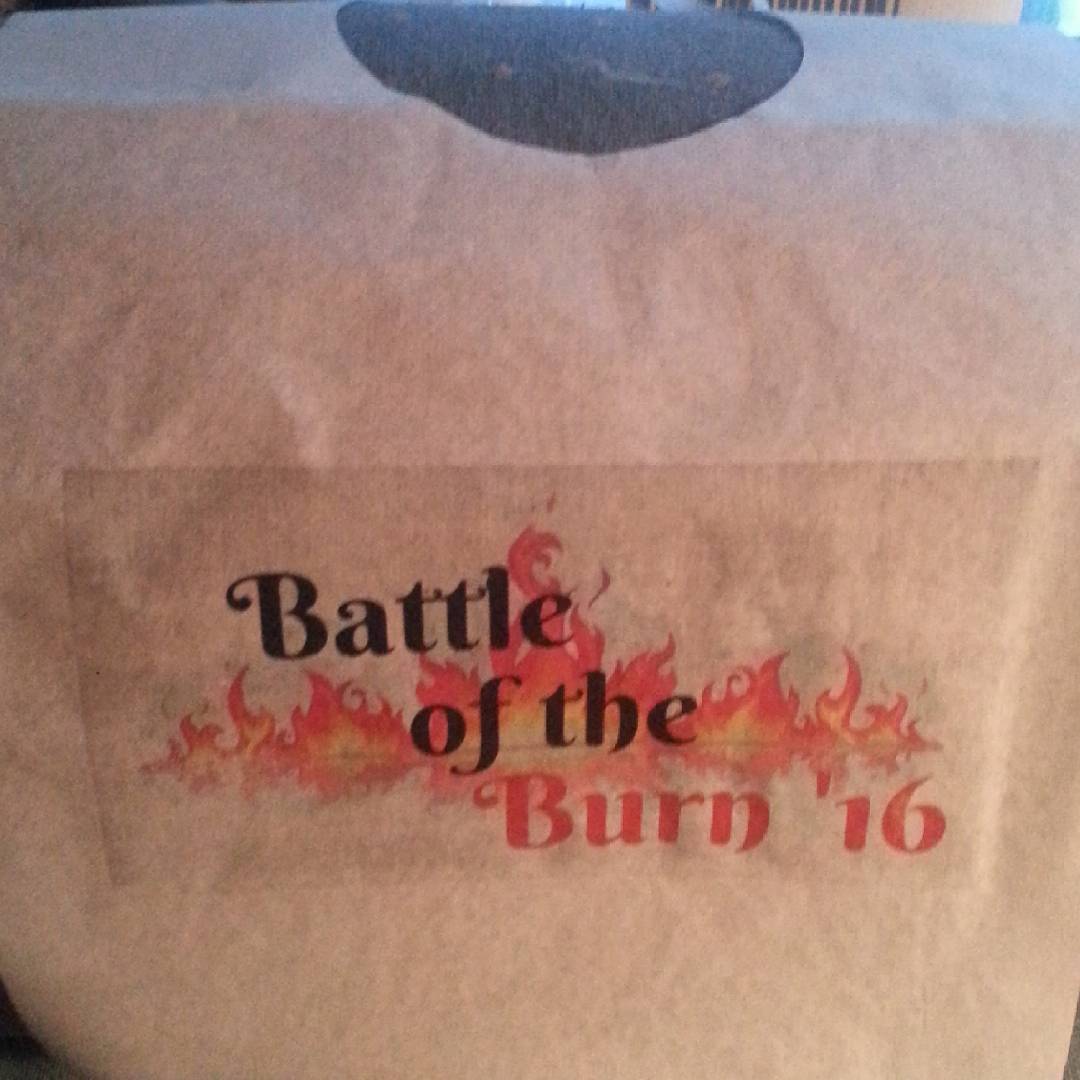 Battle
of the
Burn '16